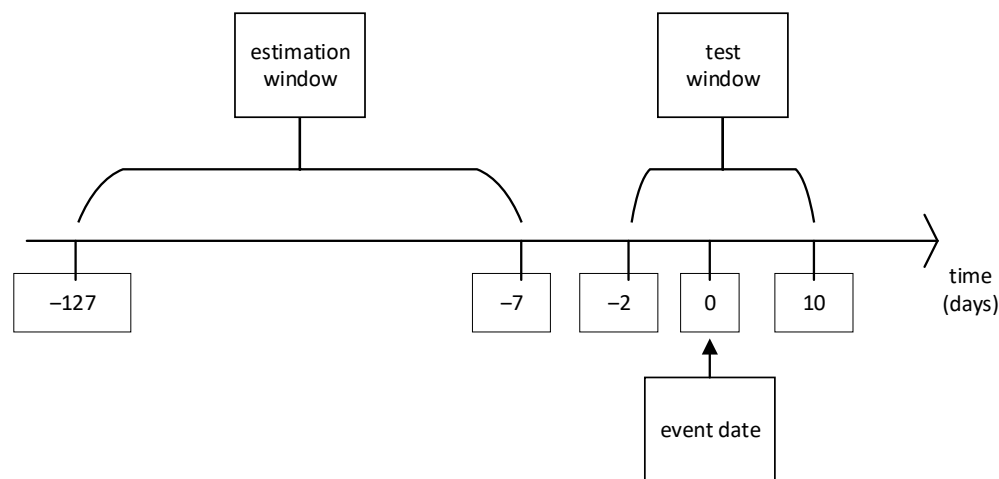 estimation
window
test
window
–127
–7
–2
0
10
time
(days)
event date